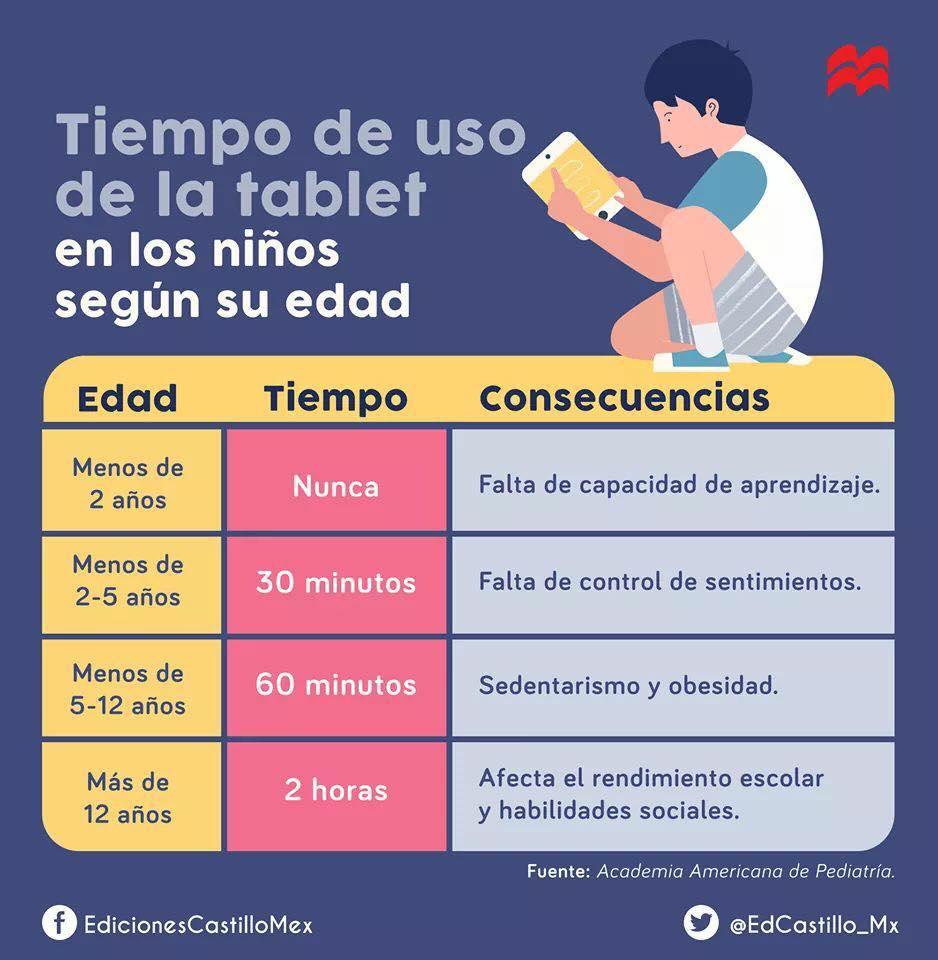 Tiempo de uso
de la tablet
en los niños
según su edad
Edad Tiempo Consecuencias
Menos de
2 años
Nunca
Falta de capacidad de aprendizaje.
Menos de
2-5 años
30 minutos
Falta de control de sentimientos.
Menos de
5-12 años
60 minutos
Sedentarismo y obesidad.
Más de
12 años
2 horas
Afecta el rendimiento escolar
y habilidades sociales.
Fuente: Academia Americana de Pediatría.
EdicionesCastilloMex
@EdCastillo_Mx